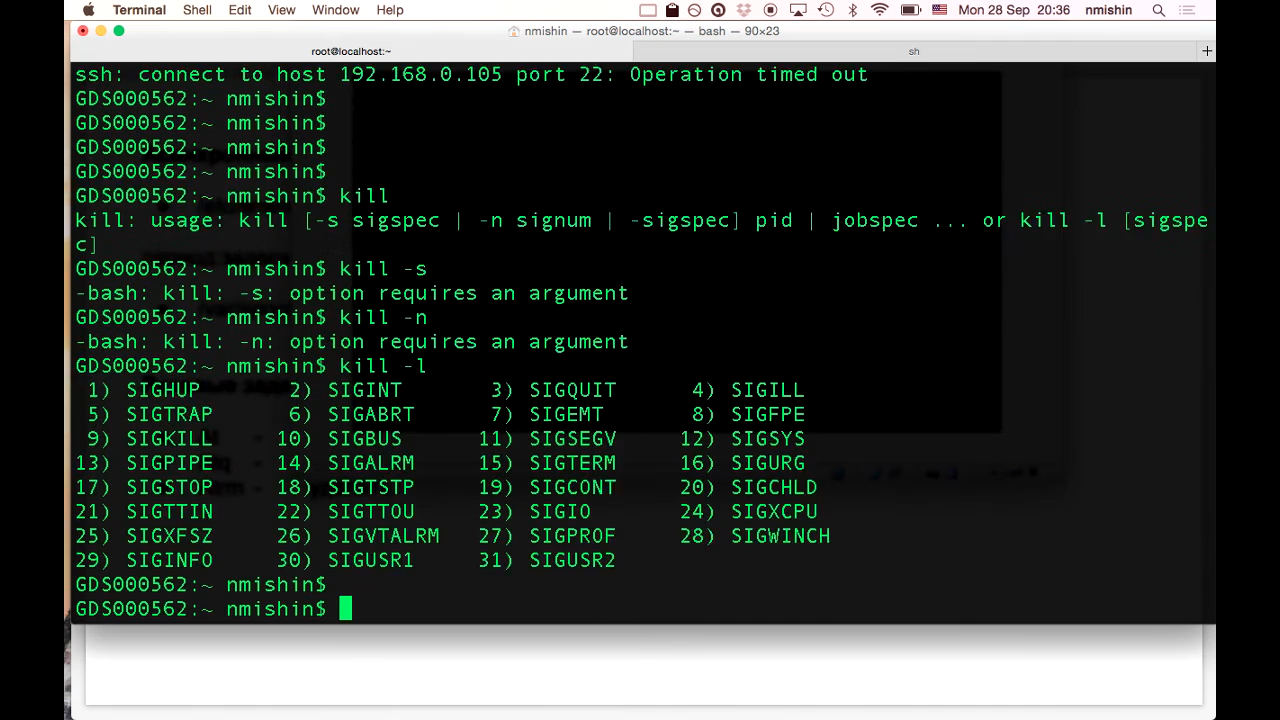 Terminal Shell Edit View Window Help Mon 28 Sep 20:36 nmishin
nmishin — root@localhost:~ — bash — 90×23
root@localhost:~ sh +
ssh: connect to host 192.168.0.105 port 22: Operation timed out
GDS000562:~ nmishin$
GDS000562:~ nmishin$
GDS000562:~ nmishin$
GDS000562:~ nmishin$
GDS000562:~ nmishin$ kill
kill: usage: kill [-s sigspec | -n signum | -sigspec] pid | jobspec ... or kill -l [sigspe
c]
GDS000562:~ nmishin$ kill -s
-bash: kill: -s: option requires an argument
GDS000562:~ nmishin$ kill -n
-bash: kill: -n: option requires an argument
GDS000562:~ nmishin$ kill -l
1) SIGHUP 2) SIGINT 3) SIGQUIT 4) SIGILL
5) SIGTRAP 6) SIGABRT 7) SIGEMT 8) SIGFPE
9) SIGKILL 10) SIGBUS 11) SIGSEGV 12) SIGSYS
13) SIGPIPE 14) SIGALRM 15) SIGTERM 16) SIGURG
17) SIGSTOP 18) SIGTSTP 19) SIGCONT 20) SIGCHLD
21) SIGTTIN 22) SIGTTOU 23) SIGIO 24) SIGXCPU
25) SIGXFSZ 26) SIGVTALRM 27) SIGPROF 28) SIGWINCH
29) SIGINFO 30) SIGUSR1 31) SIGUSR2
GDS000562:~ nmishin$
GDS000562:~ nmishin$